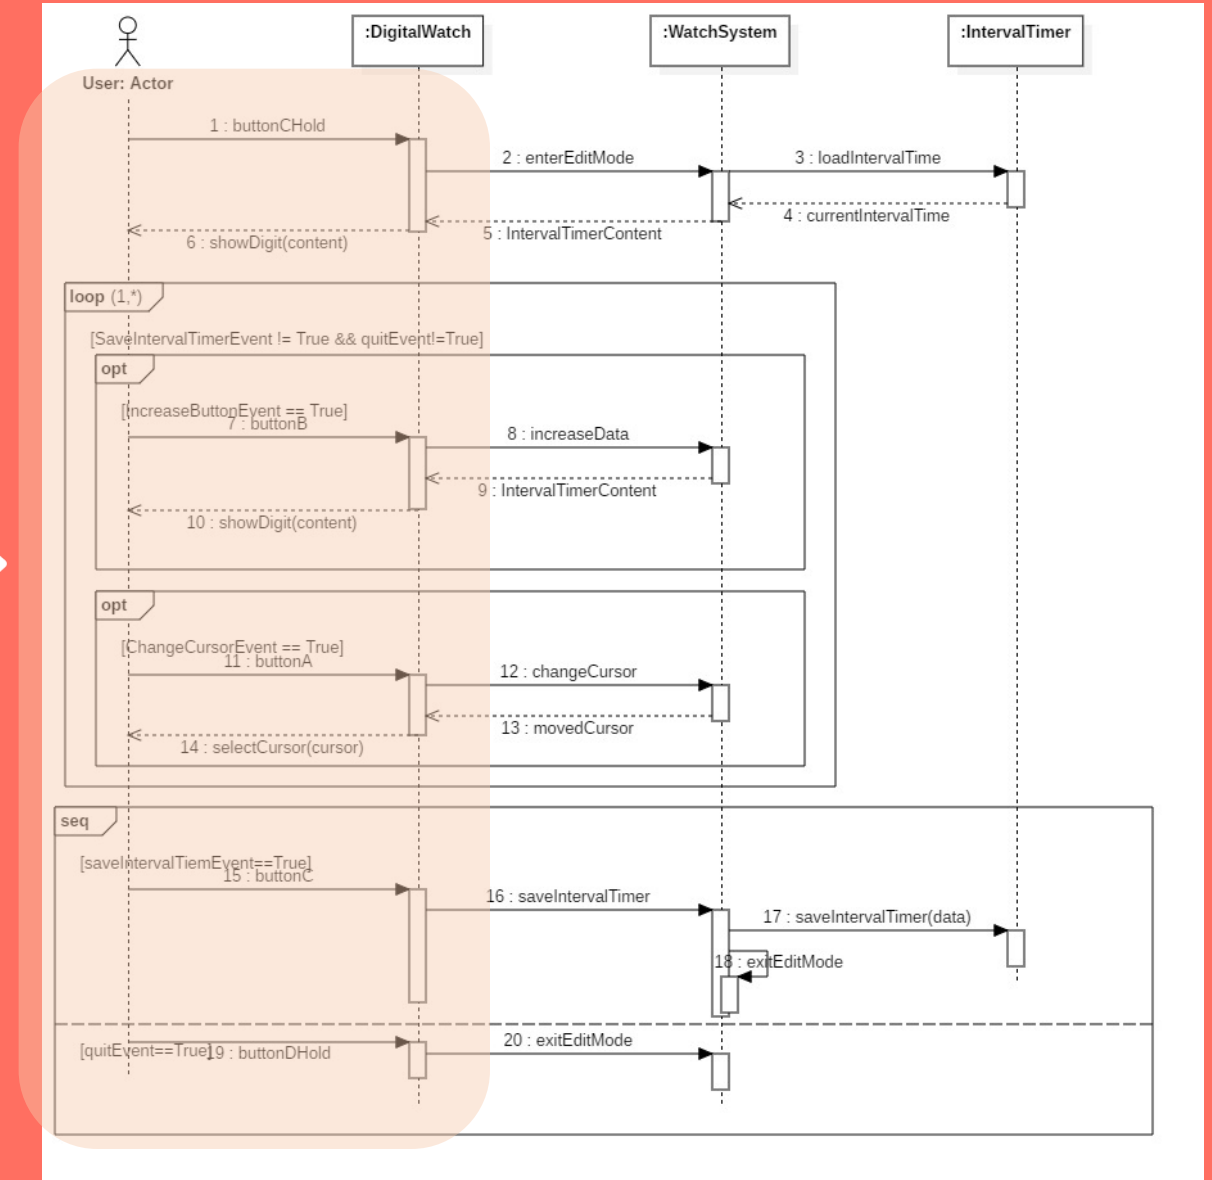 :DigitalWatch
:WatchSystem
:IntervalTimer
User: Actor
1 : buttonCHold
2 : enterEditMode
3 : loadIntervalTime
4 : currentIntervalTime
5 : IntervalTimerContent
6 : showDigit(content)
loop (1,*)
[SaveIntervalTimerEvent != True && quitEvent!=True]
opt
[IncreaseButtonEvent == True]
7 : buttonB
8 : increaseData
9 : IntervalTimerContent
10 : showDigit(content)
opt
[ChangeCursorEvent == True]
11 : buttonA
12 : changeCursor
13 : movedCursor
14 : selectCursor(cursor)
seq
[saveIntervalTiemEvent==True]
15 : buttonC
16 : saveIntervalTimer
17 : saveIntervalTimer(data)
18 : exitEditMode
[quitEvent==True]
19 : buttonDHold
20 : exitEditMode